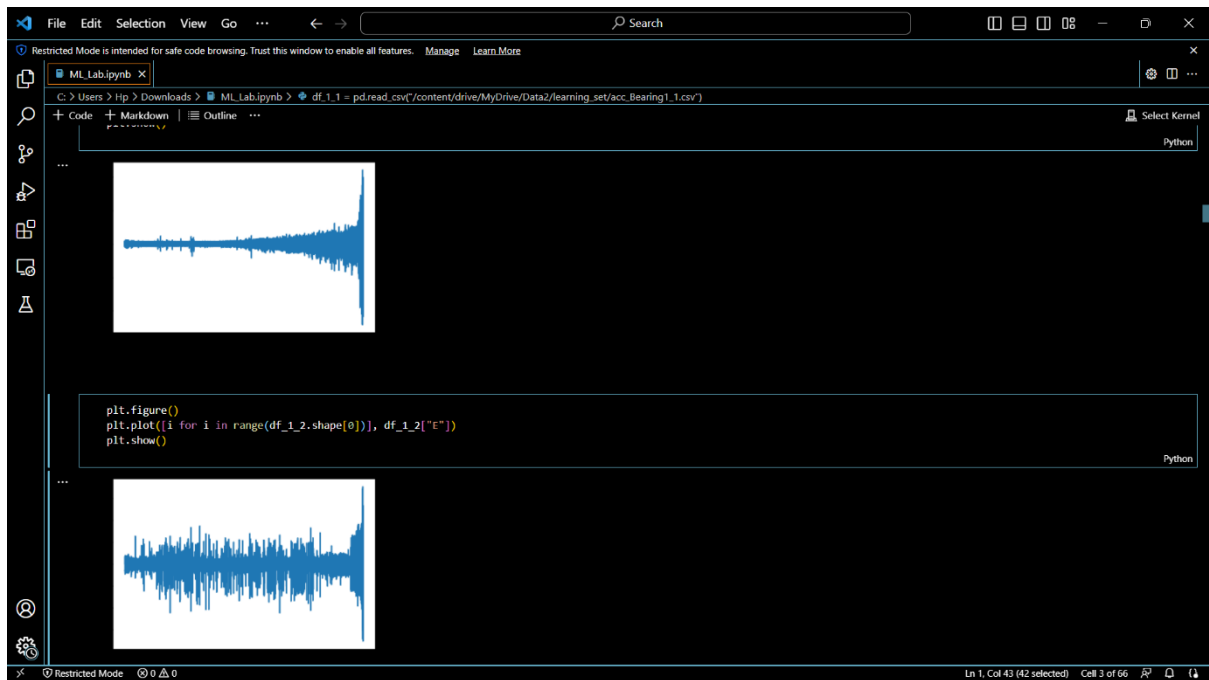 File Edit Selection View Go ··· Search
Restricted Mode is intended for safe code browsing. Trust this window to enable all features. Manage Learn More
ML_Lab.ipynb
C: > Users > Hp > Downloads > ML_Lab.ipynb > df_1_1 = pd.read_csv("/content/drive/MyDrive/Data2/learning_set/acc_Bearing1_1.csv")
+ Code + Markdown | Outline ··· Select Kernel
plt.show()
Python
...
plt.figure()
plt.plot([i for i in range(df_1_2.shape[0])], df_1_2["E"])
plt.show()
Python
...
Restricted Mode 0 0 Ln 1, Col 43 (42 selected) Cell 3 of 66